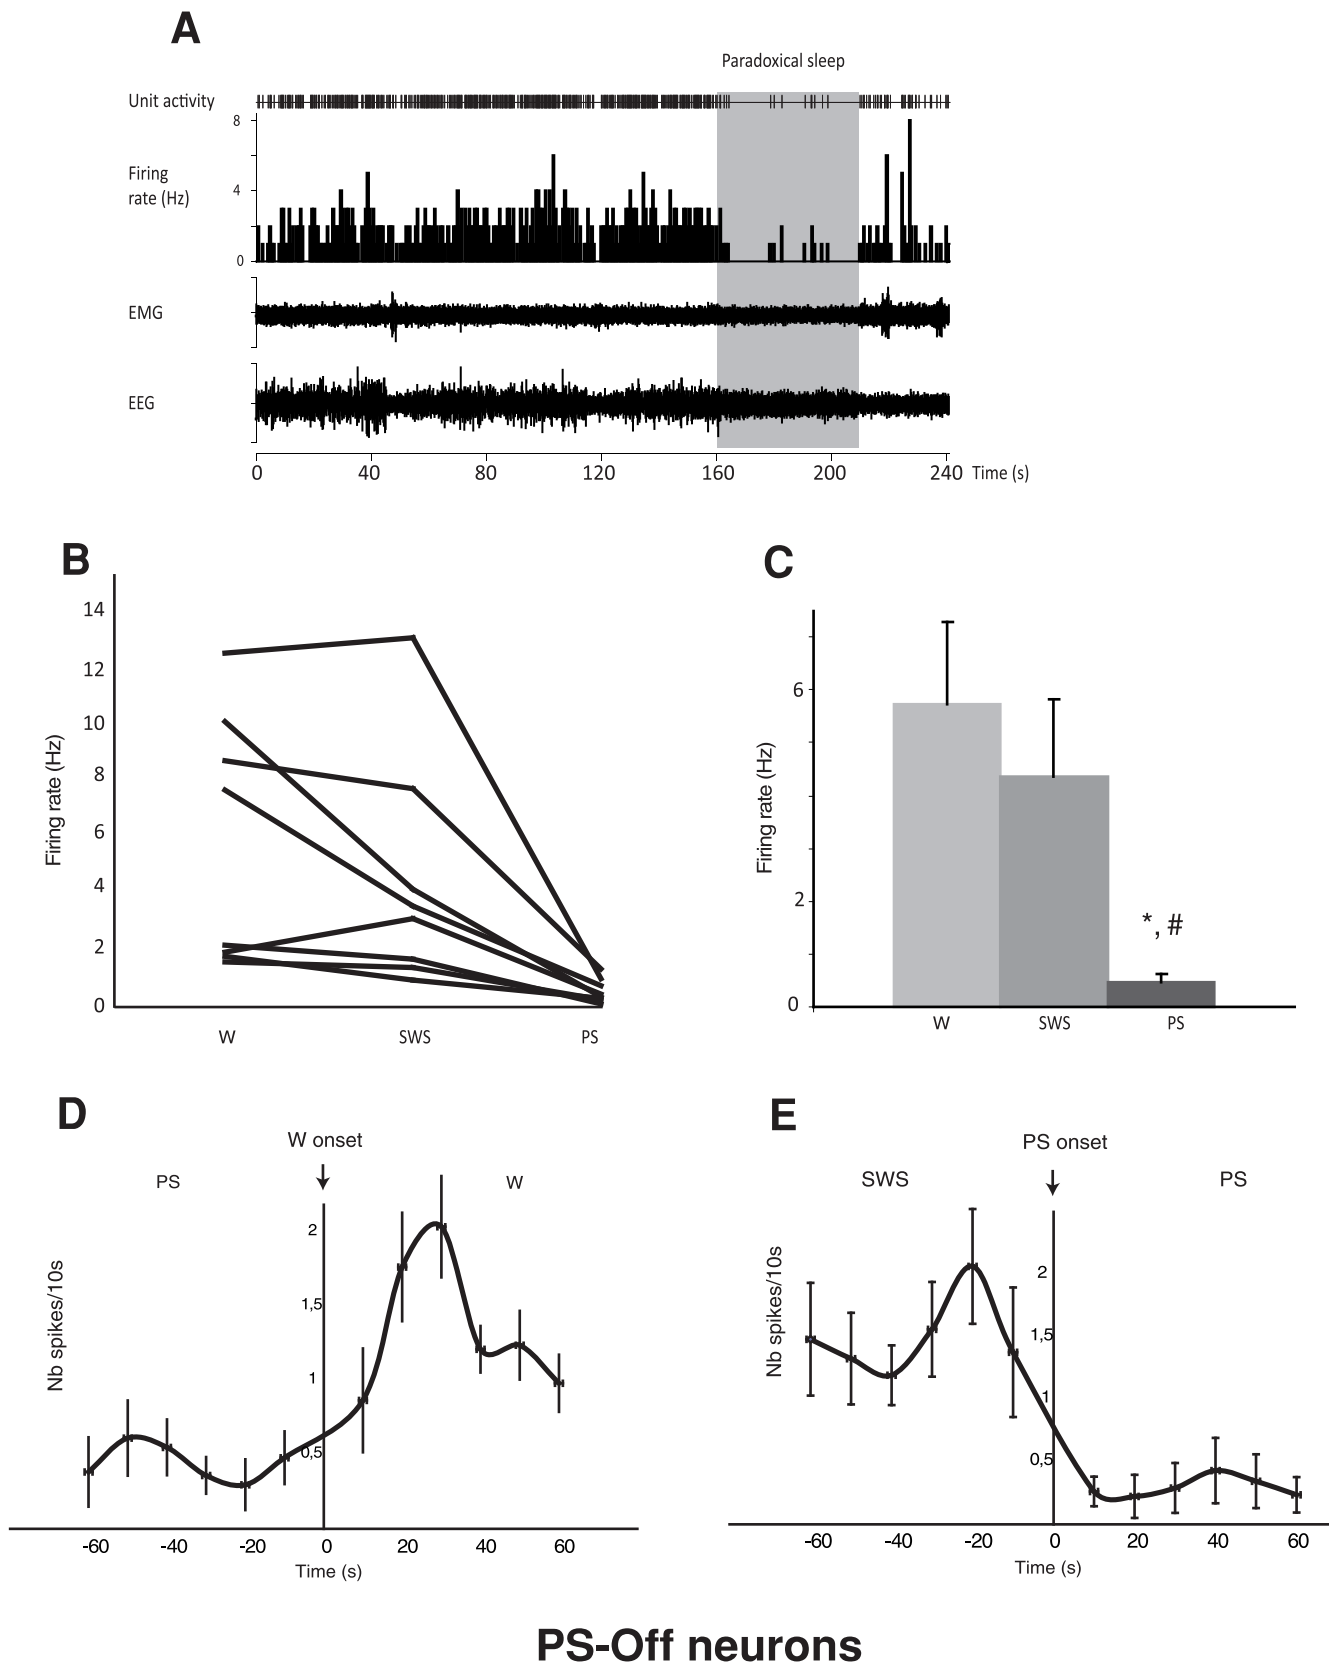 A
Paradoxical sleep
Unit activity
8
Firing
rate (Hz)
4
0
EMG
EEG
0 40 80 120 160 200 240 Time (s)
B
14
12
10
8
6
4
2
0
Firing rate (Hz)
W SWS PS
C
6
2
0
Firing rate (Hz)
*, #
W SWS PS
D
W onset
PS W
2
1,5
1
0,5
Nb spikes/10s
-60 -40 -20 0 20 40 60
Time (s)
E
PS onset
SWS PS
2
1,5
1
0,5
Nb spikes/10s
-60 -40 -20 0 20 40 60
Time (s)
PS-Off neurons